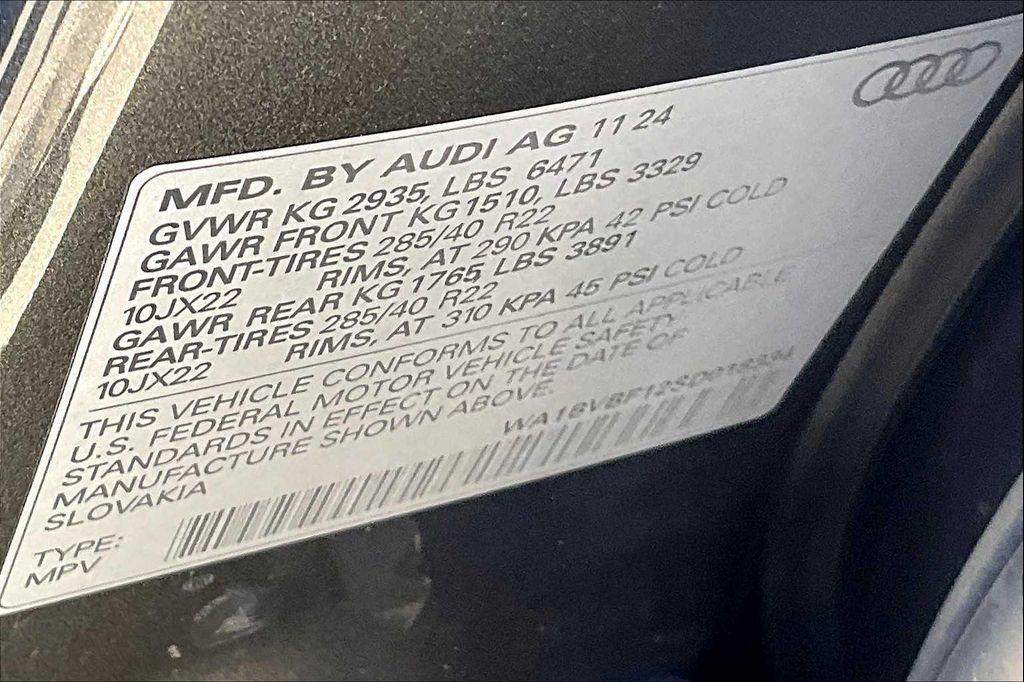 MFD. BY AUDI AG 11 24
GVWR KG 2935, LBS 6471
GAWR FRONT KG1510, LBS 3329
FRONT-TIRES 285/40 R22
10JX22 RIMS, AT 290 KPA 42 PSI COLD
GAWR REAR KG 1765, LBS 3891
REAR-TIRES 285/40 R22
10JX22 RIMS, AT 310 KPA 45 PSI COLD
THIS VEHICLE CONFORMS TO ALL APPLICABLE
U.S. FEDERAL MOTOR VEHICLE SAFETY
STANDARDS IN EFFECT ON THE DATE OF
MANUFACTURE SHOWN ABOVE.
SLOVAKIA
TYPE:
MPV